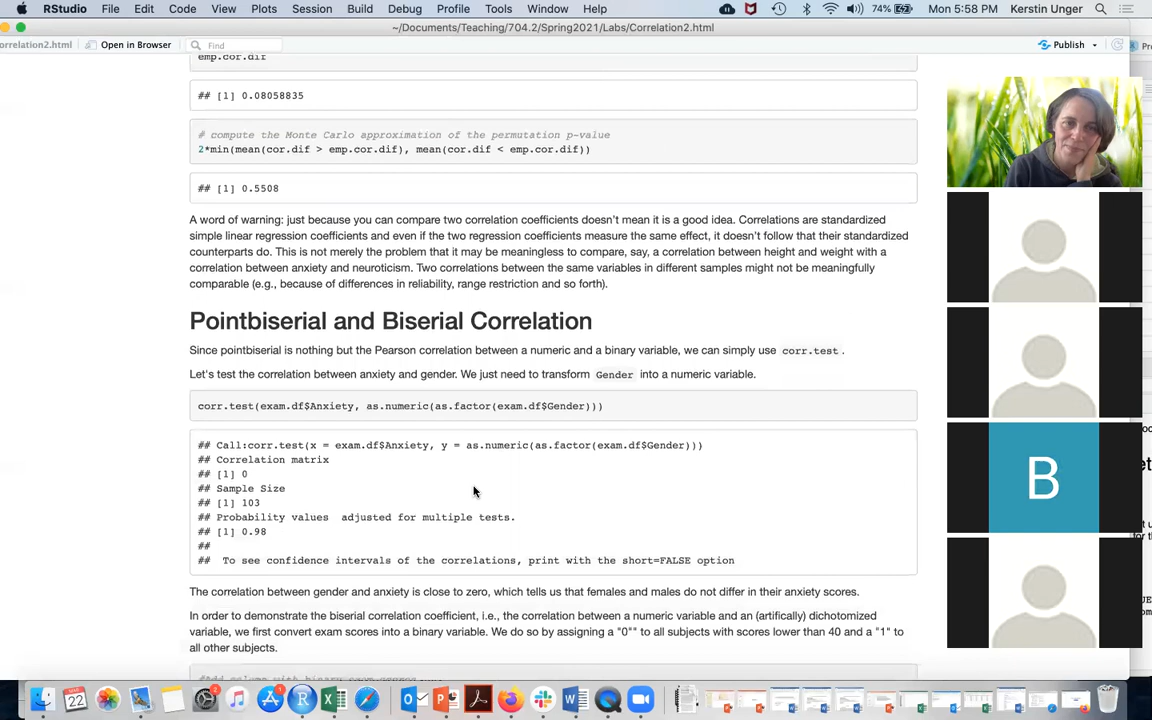 RStudio File Edit Code View Plots Session Build Debug Profile Tools Window Help 74% Mon 5:58 PM Kerstin Unger
~/Documents/Teaching/704.2/Spring2021/Labs/Correlation2.html
orrelation2.html Open in Browser Find Publish
emp.cor.dif
## [1] 0.08058835
# compute the Monte Carlo approximation of the permutation p-value
2*min(mean(cor.dif > emp.cor.dif), mean(cor.dif < emp.cor.dif))
## [1] 0.5508
A word of warning: just because you can compare two correlation coefficients doesn't mean it is a good idea. Correlations are standardized
simple linear regression coefficients and even if the two regression coefficients measure the same effect, it doesn't follow that their standardized
counterparts do. This is not merely the problem that it may be meaningless to compare, say, a correlation between height and weight with a
correlation between anxiety and neuroticism. Two correlations between the same variables in different samples might not be meaningfully
comparable (e.g., because of differences in reliability, range restriction and so forth).
Pointbiserial and Biserial Correlation
Since pointbiserial is nothing but the Pearson correlation between a numeric and a binary variable, we can simply use corr.test.
Let's test the correlation between anxiety and gender. We just need to transform Gender into a numeric variable.
corr.test(exam.df$Anxiety, as.numeric(as.factor(exam.df$Gender)))
## Call:corr.test(x = exam.df$Anxiety, y = as.numeric(as.factor(exam.df$Gender)))
## Correlation matrix
## [1] 0
## Sample Size
## [1] 103
## Probability values  adjusted for multiple tests.
## [1] 0.98
##
##  To see confidence intervals of the correlations, print with the short=FALSE option
The correlation between gender and anxiety is close to zero, which tells us that females and males do not differ in their anxiety scores.
In order to demonstrate the biserial correlation coefficient, i.e., the correlation between a numeric variable and an (artifically) dichotomized
variable, we first convert exam scores into a binary variable. We do so by assigning a "0"" to all subjects with scores lower than 40 and a "1" to
all other subjects.
B
22